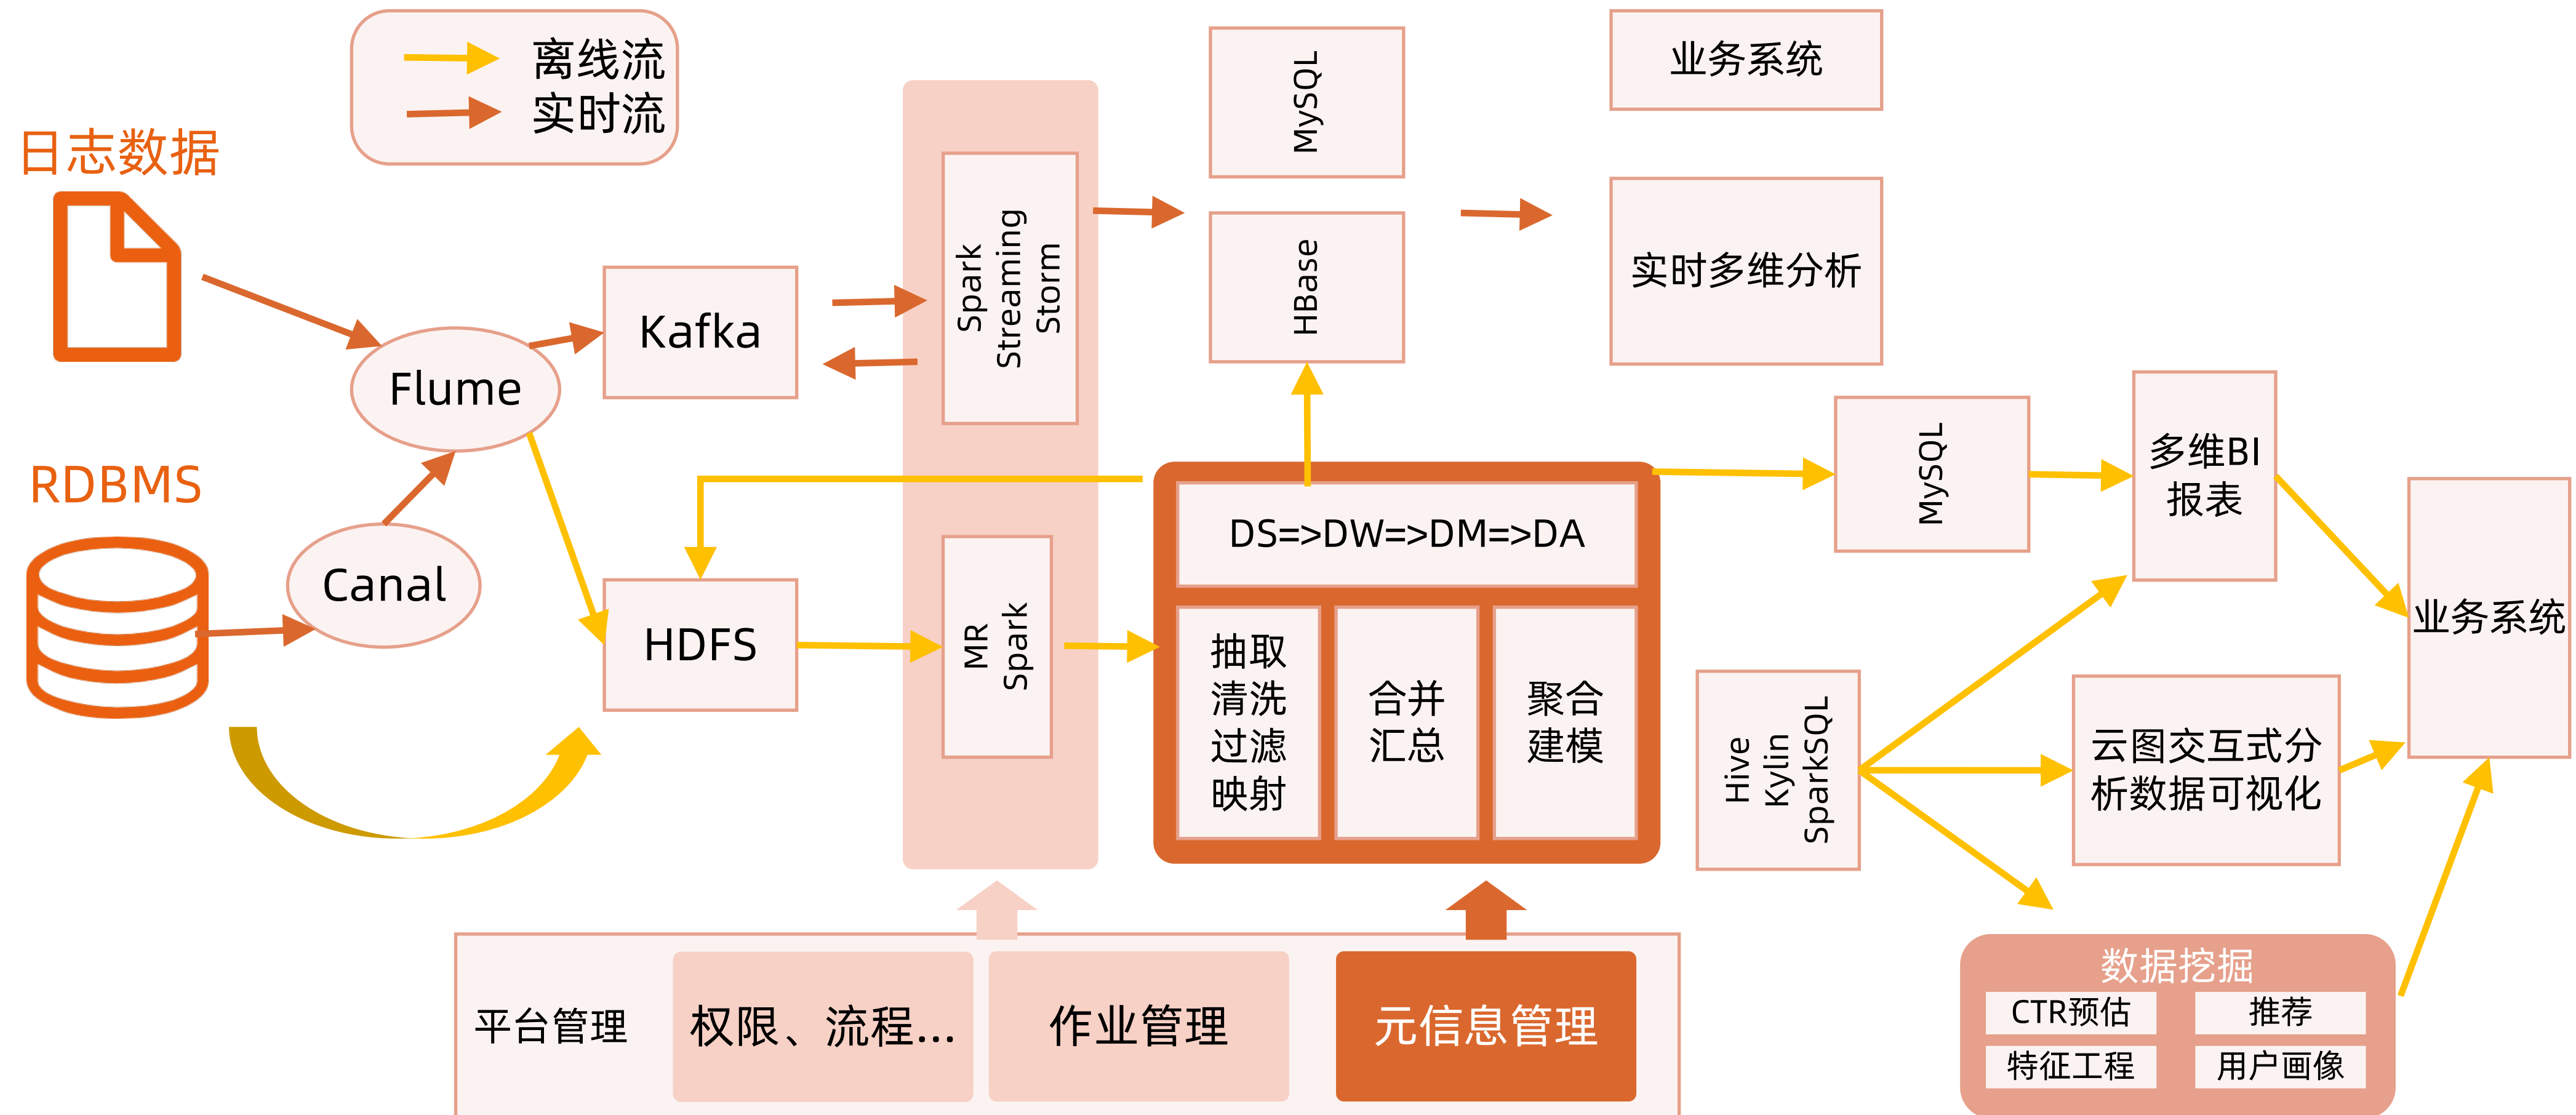 离线流
实时流
日志数据
RDBMS
Flume
Canal
Kafka
HDFS
Spark
Streaming
Storm
MR
Spark
MySQL
HBase
业务系统
实时多维分析
DS=>DW=>DM=>DA
抽取
清洗
过滤
映射
合并
汇总
聚合
建模
MySQL
多维BI
报表
业务系统
Hive
Kylin
SparkSQL
云图交互式分
析数据可视化
平台管理
权限、流程...
作业管理
元信息管理
数据挖掘
CTR预估
推荐
特征工程
用户画像